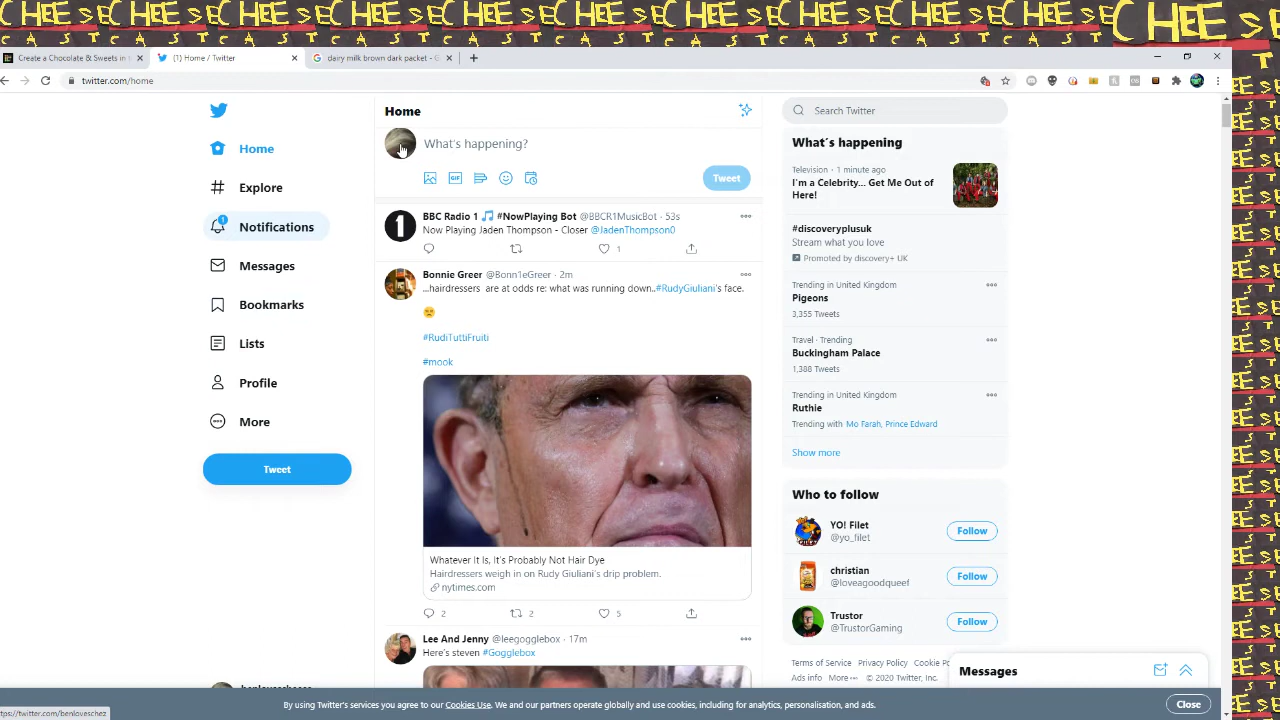 Create a Chocolate & Sweets in t
(1) Home / Twitter
dairy milk brown dark packet - G
twitter.com/home
Home
Explore
1
Notifications
Messages
Bookmarks
Lists
Profile
More
Tweet
Home
What's happening?
GIF
Tweet
BBC Radio 1 🎵 #NowPlaying Bot @BBCR1MusicBot · 53s
Now Playing Jaden Thompson - Closer @JadenThompson0
1
Bonnie Greer @Bonn1eGreer · 2m
...hairdressers are at odds re: what was running down..#RudyGiuliani's face.
#RudiTuttiFruiti
#mook
Whatever It Is, It's Probably Not Hair Dye
Hairdressers weigh in on Rudy Giuliani's drip problem.
nytimes.com
2 2 5
Lee And Jenny @leegogglebox · 17m
Here's steven #Gogglebox
Search Twitter
What's happening
Television · 1 minute ago
I'm a Celebrity... Get Me Out of
Here!
#discoveryplusuk
Stream what you love
Promoted by discovery+ UK
Trending in United Kingdom
Pigeons
3,355 Tweets
Travel · Trending
Buckingham Palace
1,388 Tweets
Trending in United Kingdom
Ruthie
Trending with Mo Farah, Prince Edward
Show more
Who to follow
YO! Filet
@yo_filet
Follow
christian
@loveagoodqueef
Follow
Trustor
@TrustorGaming
Follow
Terms of Service Privacy Policy Cookie Po
Ads info More © 2020 Twitter, Inc.
Messages
By using Twitter's services you agree to our Cookies Use. We and our partners operate globally and use cookies, including for analytics, personalisation, and ads.
Close
ttps://twitter.com/benloveschez